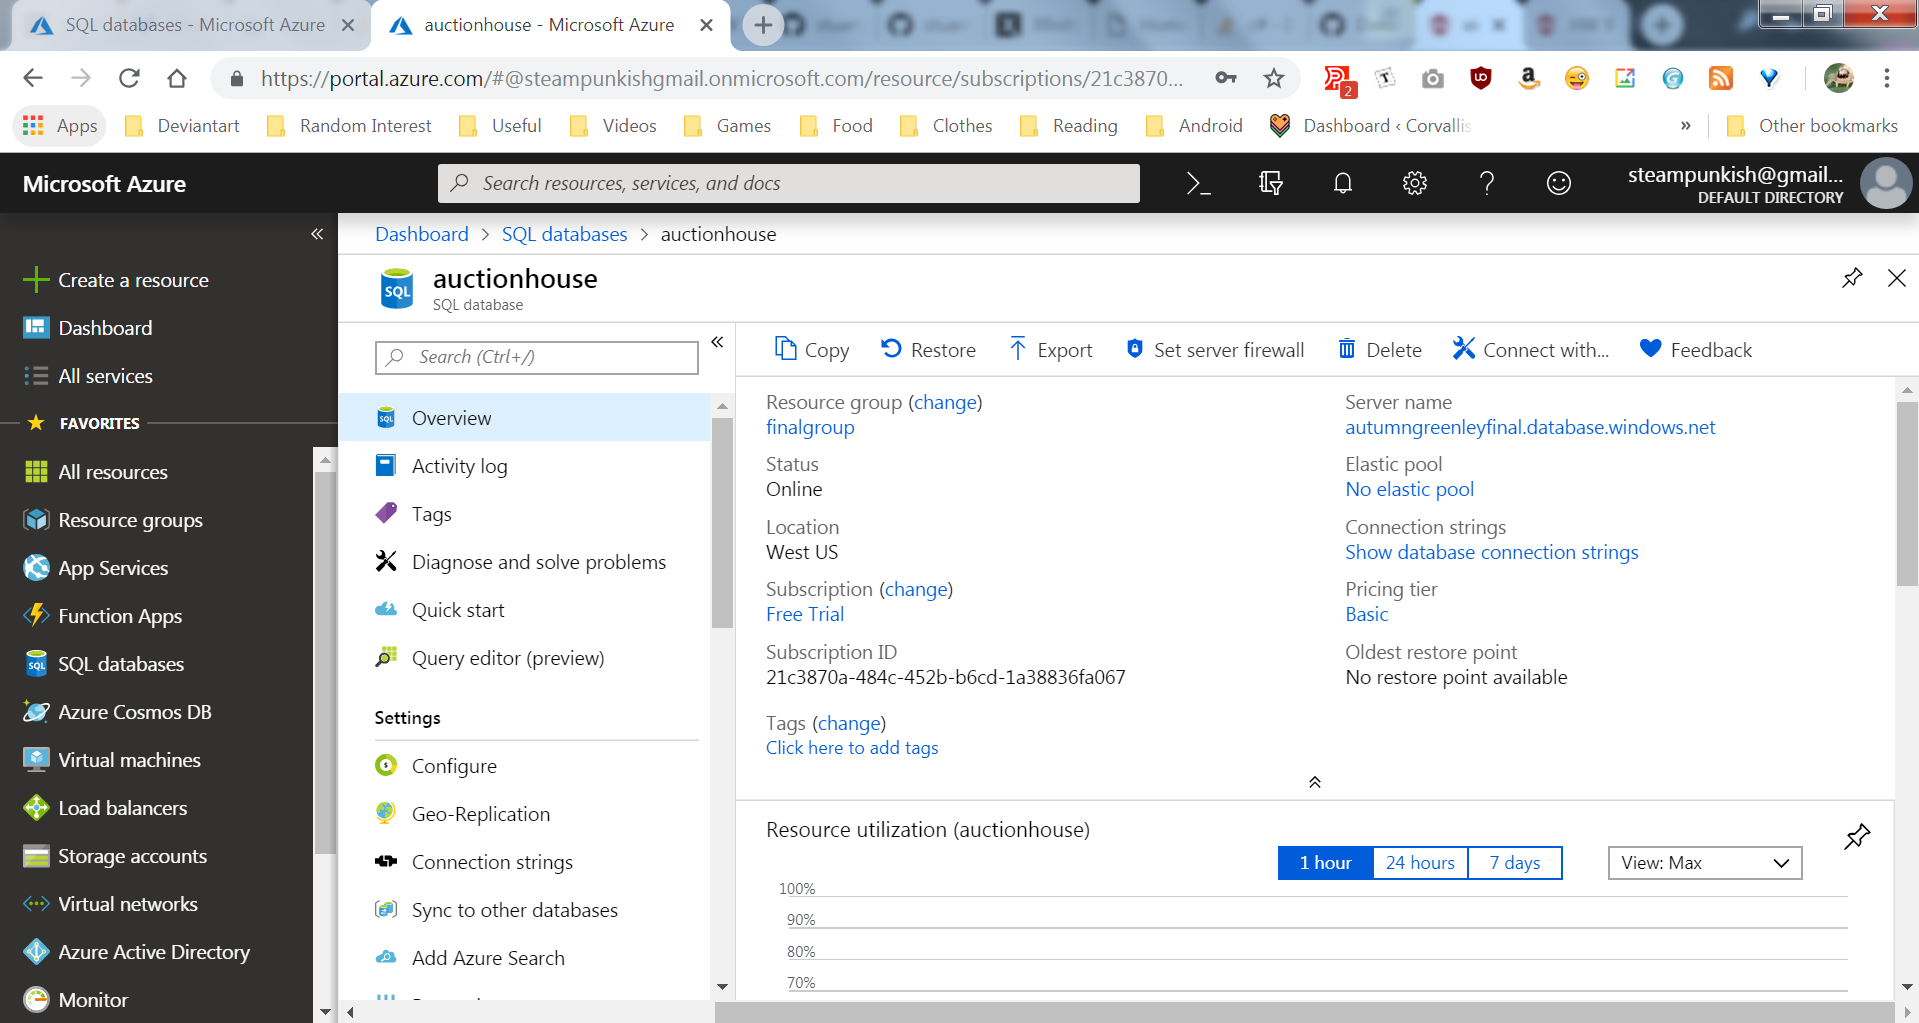 SQL databases - Microsoft Azure
auctionhouse - Microsoft Azure
https://portal.azure.com/#@steampunkishgmail.onmicrosoft.com/resource/subscriptions/21c3870...
2
Apps
Deviantart
Random Interest
Useful
Videos
Games
Food
Clothes
Reading
Android
Dashboard ‹ Corvallis
»
Other bookmarks
Microsoft Azure
Search resources, services, and docs
steampunkish@gmail...
DEFAULT DIRECTORY
Create a resource
Dashboard
All services
FAVORITES
All resources
Resource groups
App Services
Function Apps
SQL databases
Azure Cosmos DB
Virtual machines
Load balancers
Storage accounts
Virtual networks
Azure Active Directory
Monitor
Dashboard > SQL databases > auctionhouse
SQL
auctionhouse
SQL database
Search (Ctrl+/)
Overview
Activity log
Tags
Diagnose and solve problems
Quick start
Query editor (preview)
Settings
Configure
Geo-Replication
Connection strings
Sync to other databases
Add Azure Search
Copy
Restore
Export
Set server firewall
Delete
Connect with...
Feedback
Resource group (change)
finalgroup
Status
Online
Location
West US
Subscription (change)
Free Trial
Subscription ID
21c3870a-484c-452b-b6cd-1a38836fa067
Tags (change)
Click here to add tags
Server name
autumngreenleyfinal.database.windows.net
Elastic pool
No elastic pool
Connection strings
Show database connection strings
Pricing tier
Basic
Oldest restore point
No restore point available
Resource utilization (auctionhouse)
1 hour
24 hours
7 days
View: Max
100%
90%
80%
70%